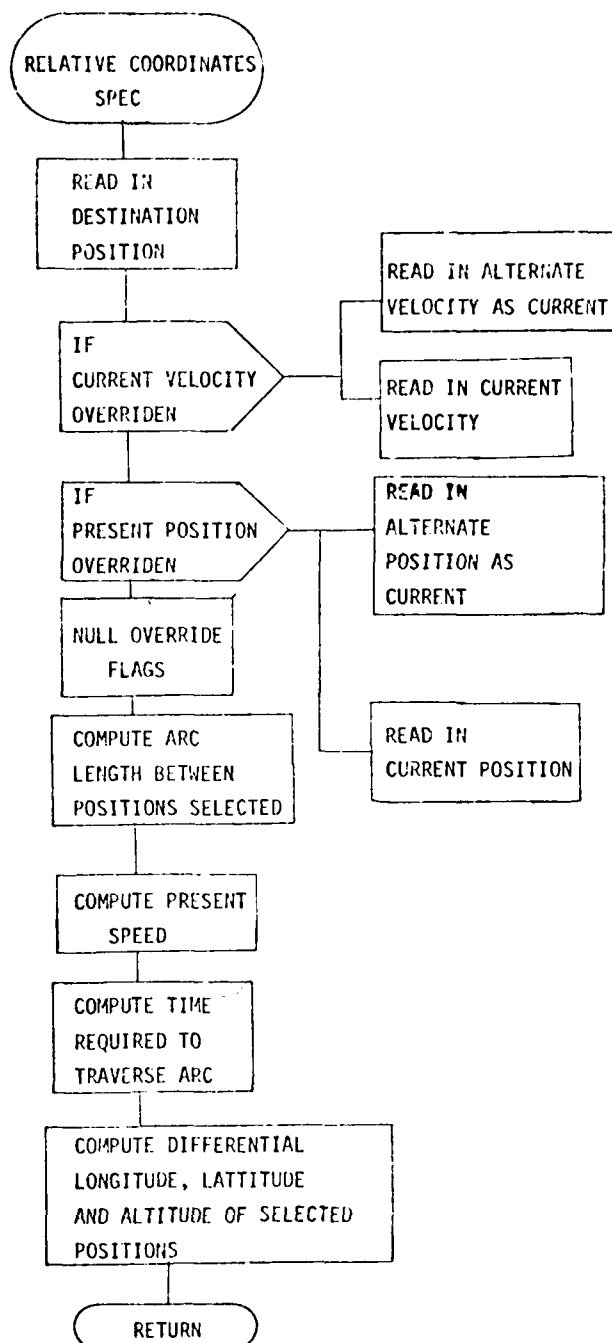 RELATIVE COORDINATES
SPEC
READ IN
DESTINATION
POSITION
IF
CURRENT VELOCITY
OVERRIDEN
READ IN ALTERNATE
VELOCITY AS CURRENT
READ IN CURRENT
VELOCITY
IF
PRESENT POSITION
OVERRIDEN
READ IN
ALTERNATE
POSITION AS
CURRENT
READ IN
CURRENT POSITION
NULL OVERRIDE
FLAGS
COMPUTE ARC
LENGTH BETWEEN
POSITIONS SELECTED
COMPUTE PRESENT
SPEED
COMPUTE TIME
REQUIRED TO
TRAVERSE ARC
COMPUTE DIFFERENTIAL
LONGITUDE, LATTITUDE
AND ALTITUDE OF SELECTED
POSITIONS
RETURN